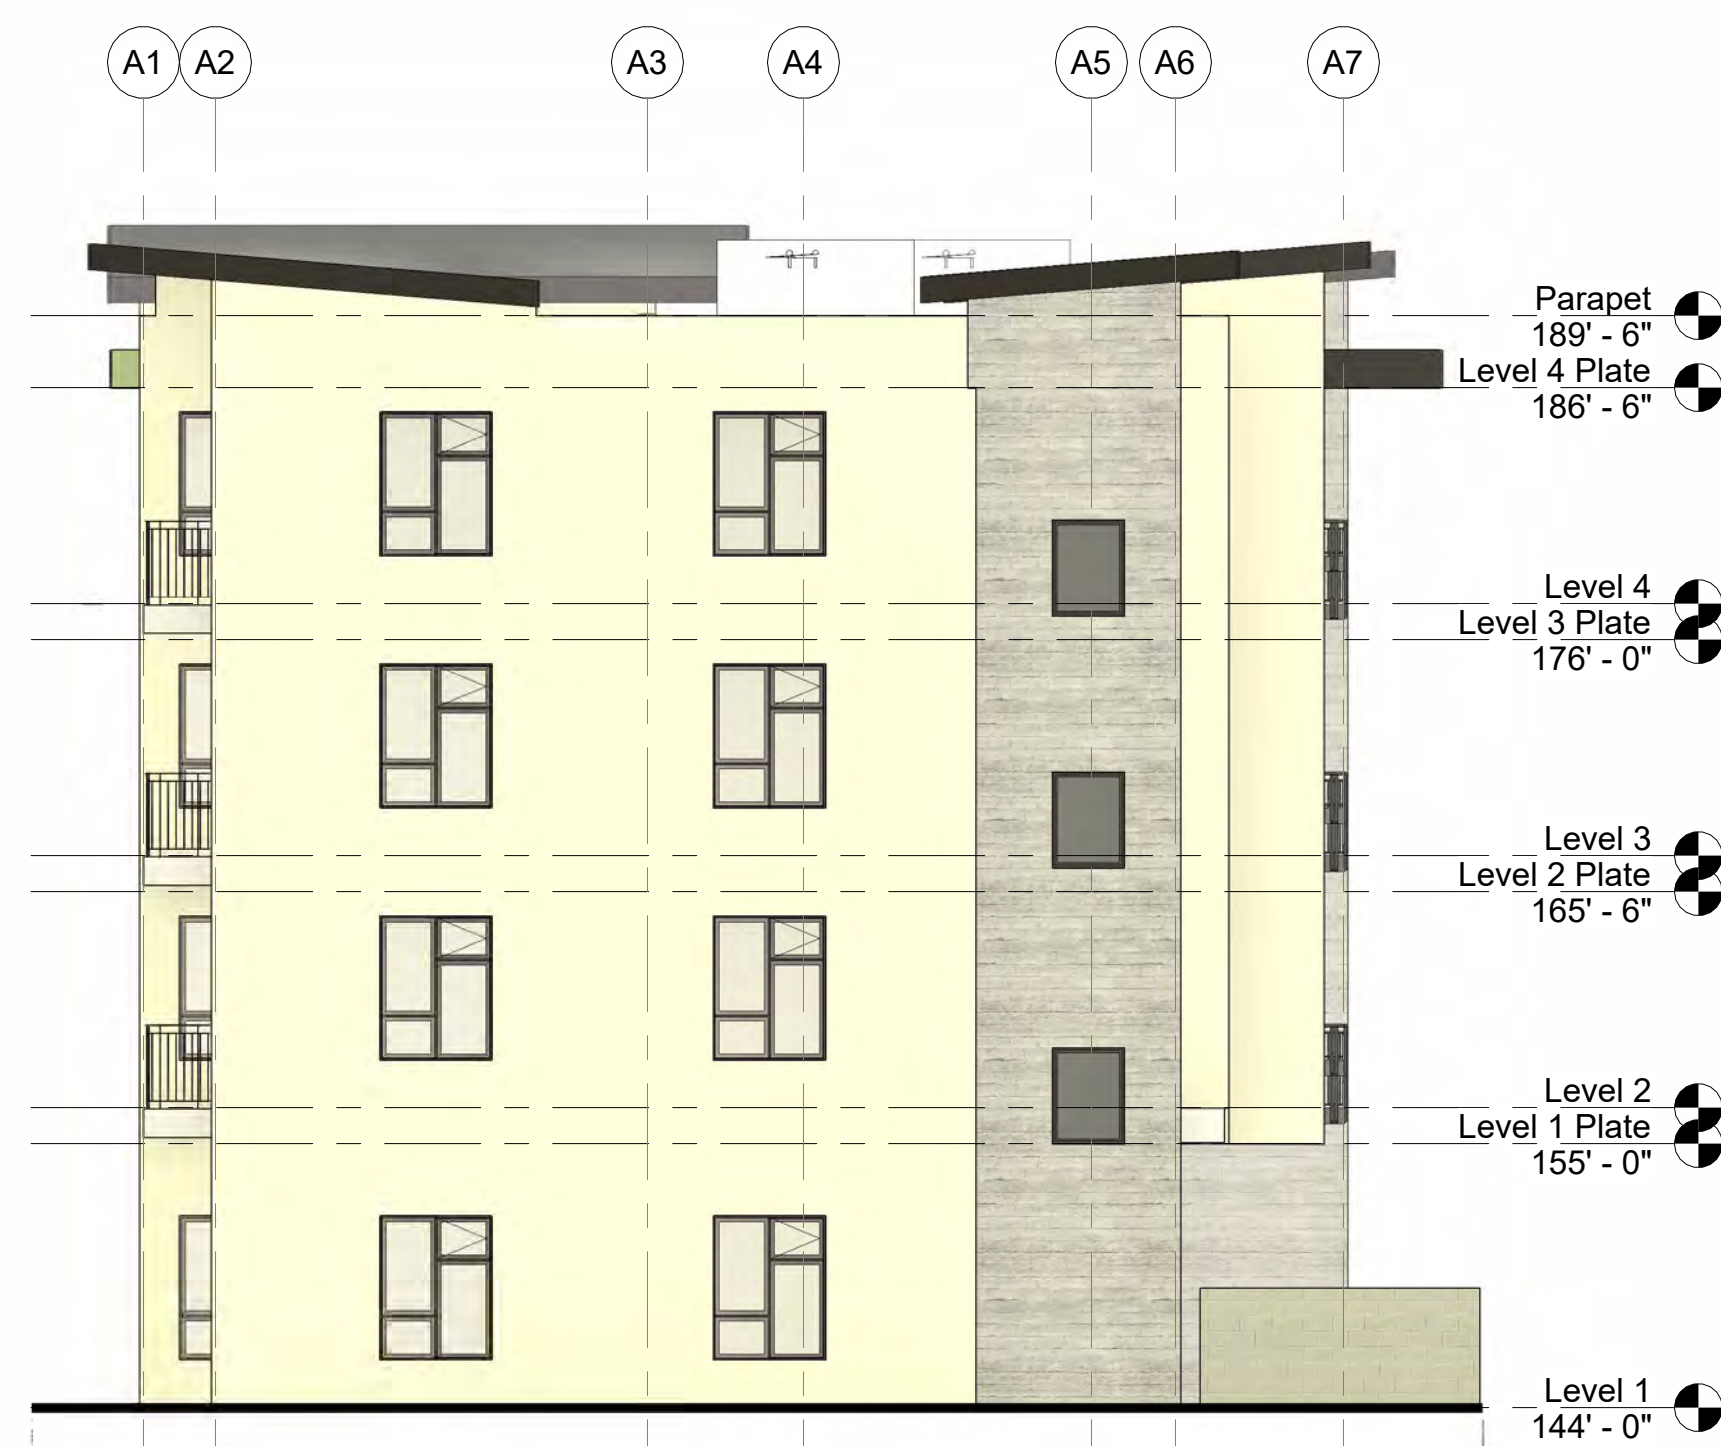 A1 A2 A3 A4 A5 A6 A7
Parapet
189' - 6"
Level 4 Plate
186' - 6"
Level 4
Level 3 Plate
176' - 0"
Level 3
Level 2 Plate
165' - 6"
Level 2
Level 1 Plate
155' - 0"
Level 1
144' - 0"